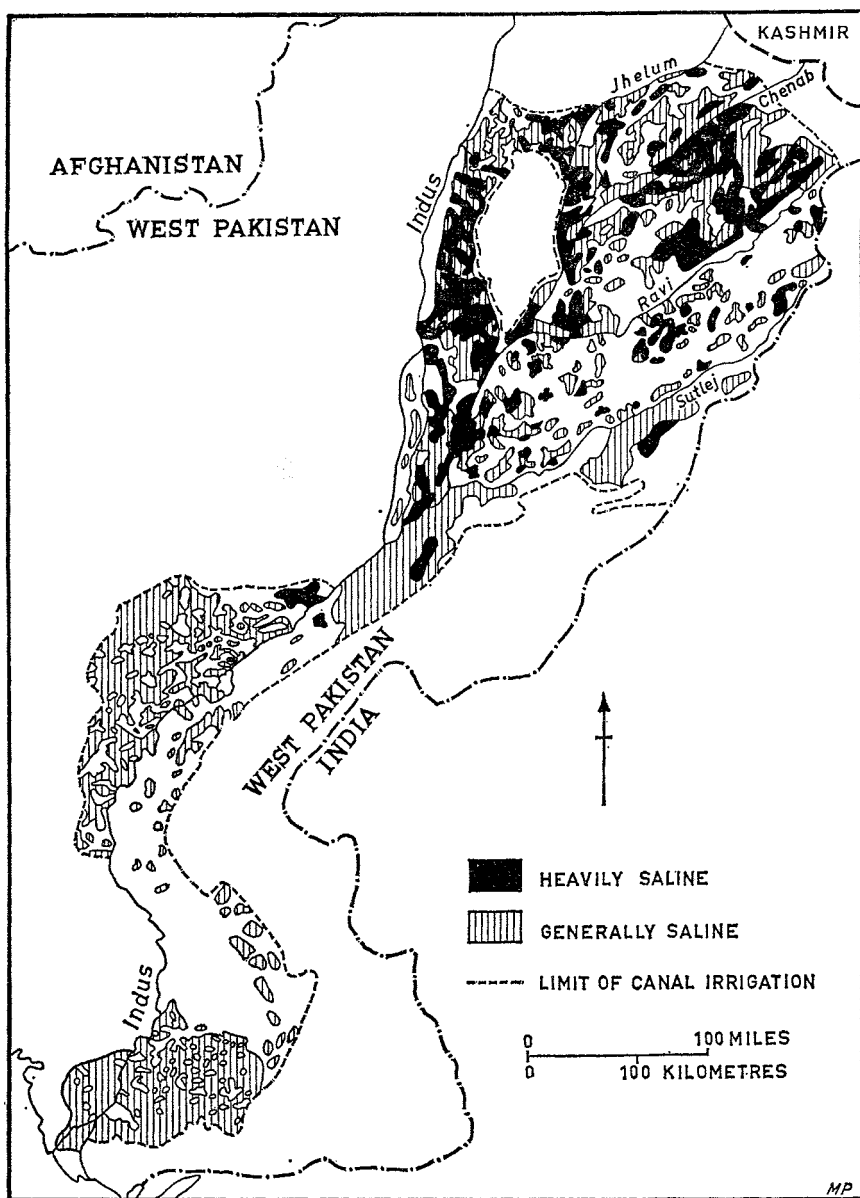 KASHMIR
Jhelum
Chenab
AFGHANISTAN
WEST PAKISTAN
Indus
Ravi
Sutlej
WEST PAKISTAN
INDIA
HEAVILY SALINE
GENERALLY SALINE
LIMIT OF CANAL IRRIGATION
Indus
0 100 MILES
0 100 KILOMETRES
MP